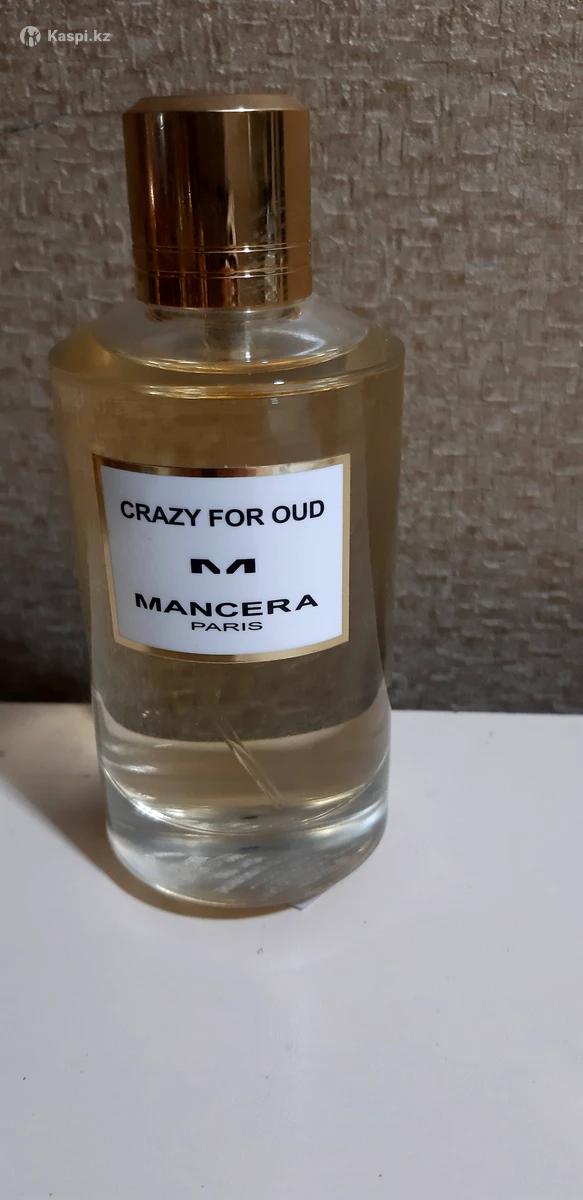 Kaspi.kz
CRAZY FOR OUD
M
MANCERA
PARIS